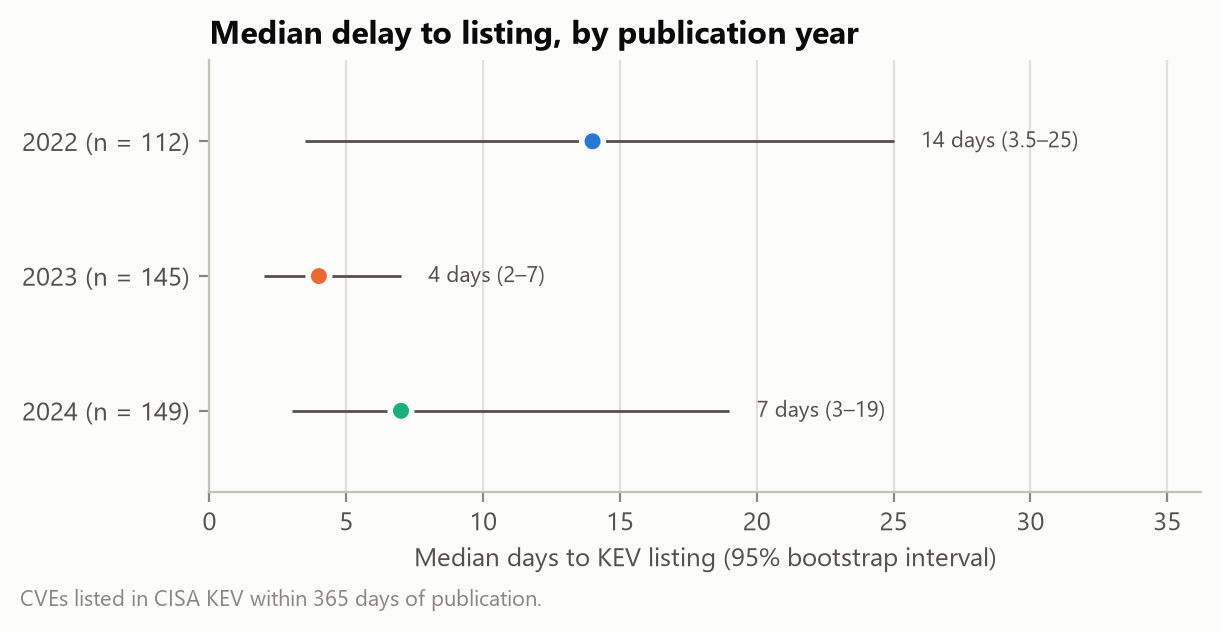 Median delay to listing, by publication year
2022 (n = 112)
14 days (3.5–25)
2023 (n = 145)
4 days (2–7)
2024 (n = 149)
7 days (3–19)
0 5 10 15 20 25 30 35
Median days to KEV listing (95% bootstrap interval)
CVEs listed in CISA KEV within 365 days of publication.